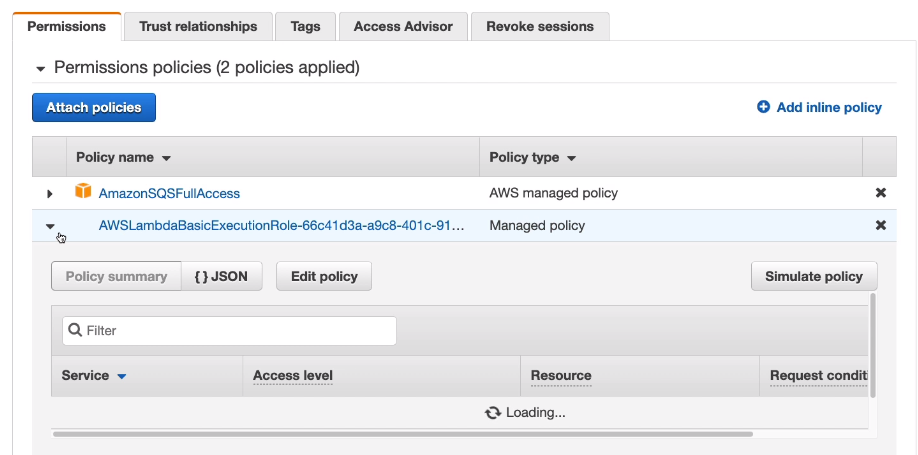 Permissions Trust relationships Tags Access Advisor Revoke sessions
Permissions policies (2 policies applied)
Attach policies Add inline policy
Policy name Policy type
AmazonSQSFullAccess AWS managed policy
AWSLambdaBasicExecutionRole-66c41d3a-a9c8-401c-91... Managed policy
Policy summary { } JSON Edit policy Simulate policy
Filter
Service Access level Resource Request conditi
Loading...